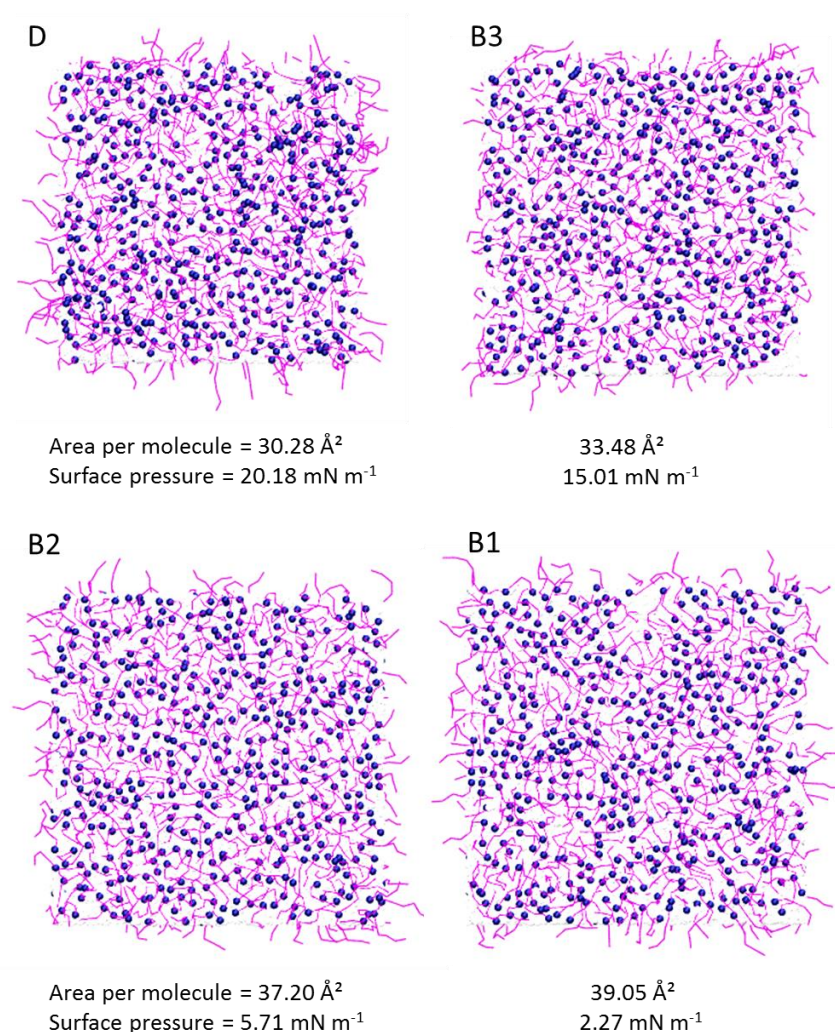 D
B3
Area per molecule = 30.28 Å²
Surface pressure = 20.18 mN m⁻¹
33.48 Å²
15.01 mN m⁻¹
B2
B1
Area per molecule = 37.20 Å²
Surface pressure = 5.71 mN m⁻¹
39.05 Å²
2.27 mN m⁻¹